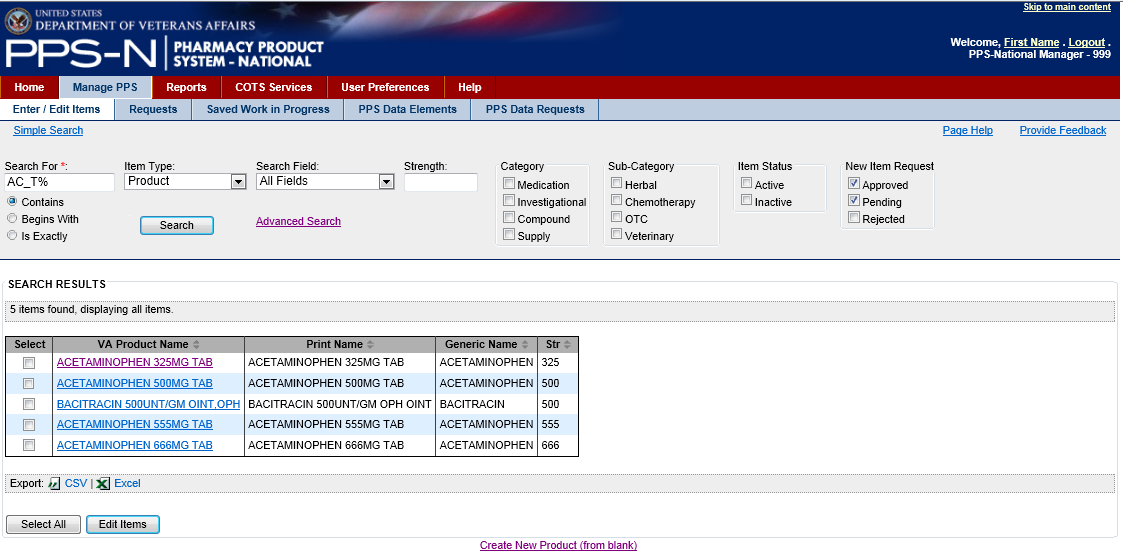 Skip to main content
UNITED STATES
DEPARTMENT OF VETERANS AFFAIRS
PPS-N PHARMACY PRODUCT
SYSTEM - NATIONAL
Welcome, First Name . Logout .
PPS-National Manager - 999
Home Manage PPS Reports COTS Services User Preferences Help
Enter / Edit Items Requests Saved Work in Progress PPS Data Elements PPS Data Requests
Simple Search Page Help Provide Feedback
Search For *: Item Type: Search Field: Strength: Category Sub-Category Item Status New Item Request
AC_T% Product All Fields Medication Herbal Active Approved
Contains Investigational Chemotherapy Inactive Pending
Begins With Search Advanced Search Compound OTC Rejected
Is Exactly Supply Veterinary
SEARCH RESULTS
5 items found, displaying all items.
Select VA Product Name Print Name Generic Name Str
ACETAMINOPHEN 325MG TAB ACETAMINOPHEN 325MG TAB ACETAMINOPHEN 325
ACETAMINOPHEN 500MG TAB ACETAMINOPHEN 500MG TAB ACETAMINOPHEN 500
BACITRACIN 500UNT/GM OINT,OPH BACITRACIN 500UNT/GM OPH OINT BACITRACIN 500
ACETAMINOPHEN 555MG TAB ACETAMINOPHEN 555MG TAB ACETAMINOPHEN 555
ACETAMINOPHEN 666MG TAB ACETAMINOPHEN 666MG TAB ACETAMINOPHEN 666
Export: CSV | Excel
Select All Edit Items
Create New Product (from blank)